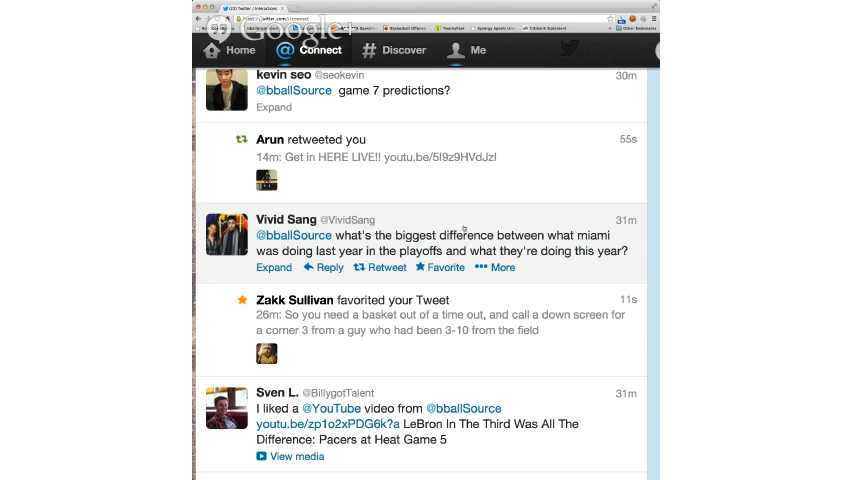 (22) Twitter / Interactions
Google+
Home
@ Connect
# Discover
Me
kevin seo @seokevin 30m
@bballSource game 7 predictions?
Expand
Arun retweeted you 55s
14m: Get in HERE LIVE!! youtu.be/5I9z9HVdJzI
Vivid Sang @VividSang 31m
@bballSource what's the biggest difference between what miami
was doing last year in the playoffs and what they're doing this year?
Expand Reply Retweet Favorite More
Zakk Sullivan favorited your Tweet 11s
26m: So you need a basket out of a time out, and call a down screen for
a corner 3 from a guy who had been 3-10 from the field
Sven L. @BillygotTalent 31m
I liked a @YouTube video from @bballSource
youtu.be/zp1o2xPDG6k?a LeBron In The Third Was All The
Difference: Pacers at Heat Game 5
View media